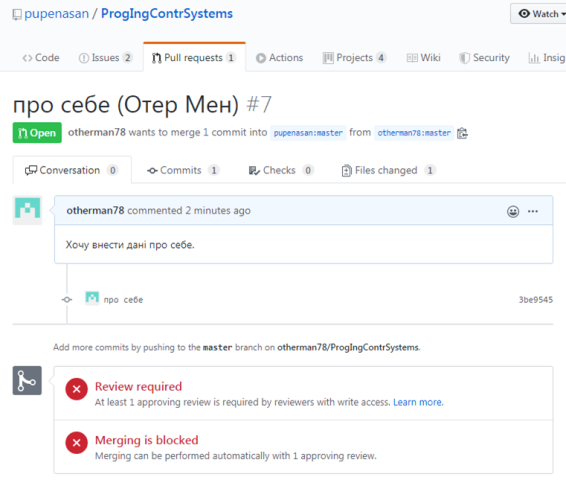 pupenasan / ProgIngContrSystems
Watch
Code Issues 2 Pull requests 1 Actions Projects 4 Wiki Security
про себе (Отер Мен) #7
Open otherman78 wants to merge 1 commit into pupenasan:master from otherman78:master
Conversation 0 Commits 1 Checks 0 Files changed 1
otherman78 commented 2 minutes ago
Хочу внести дані про себе.
про себе 3be9545
Add more commits by pushing to the master branch on otherman78/ProgIngContrSystems.
Review required
At least 1 approving review is required by reviewers with write access. Learn more.
Merging is blocked
Merging can be performed automatically with 1 approving review.